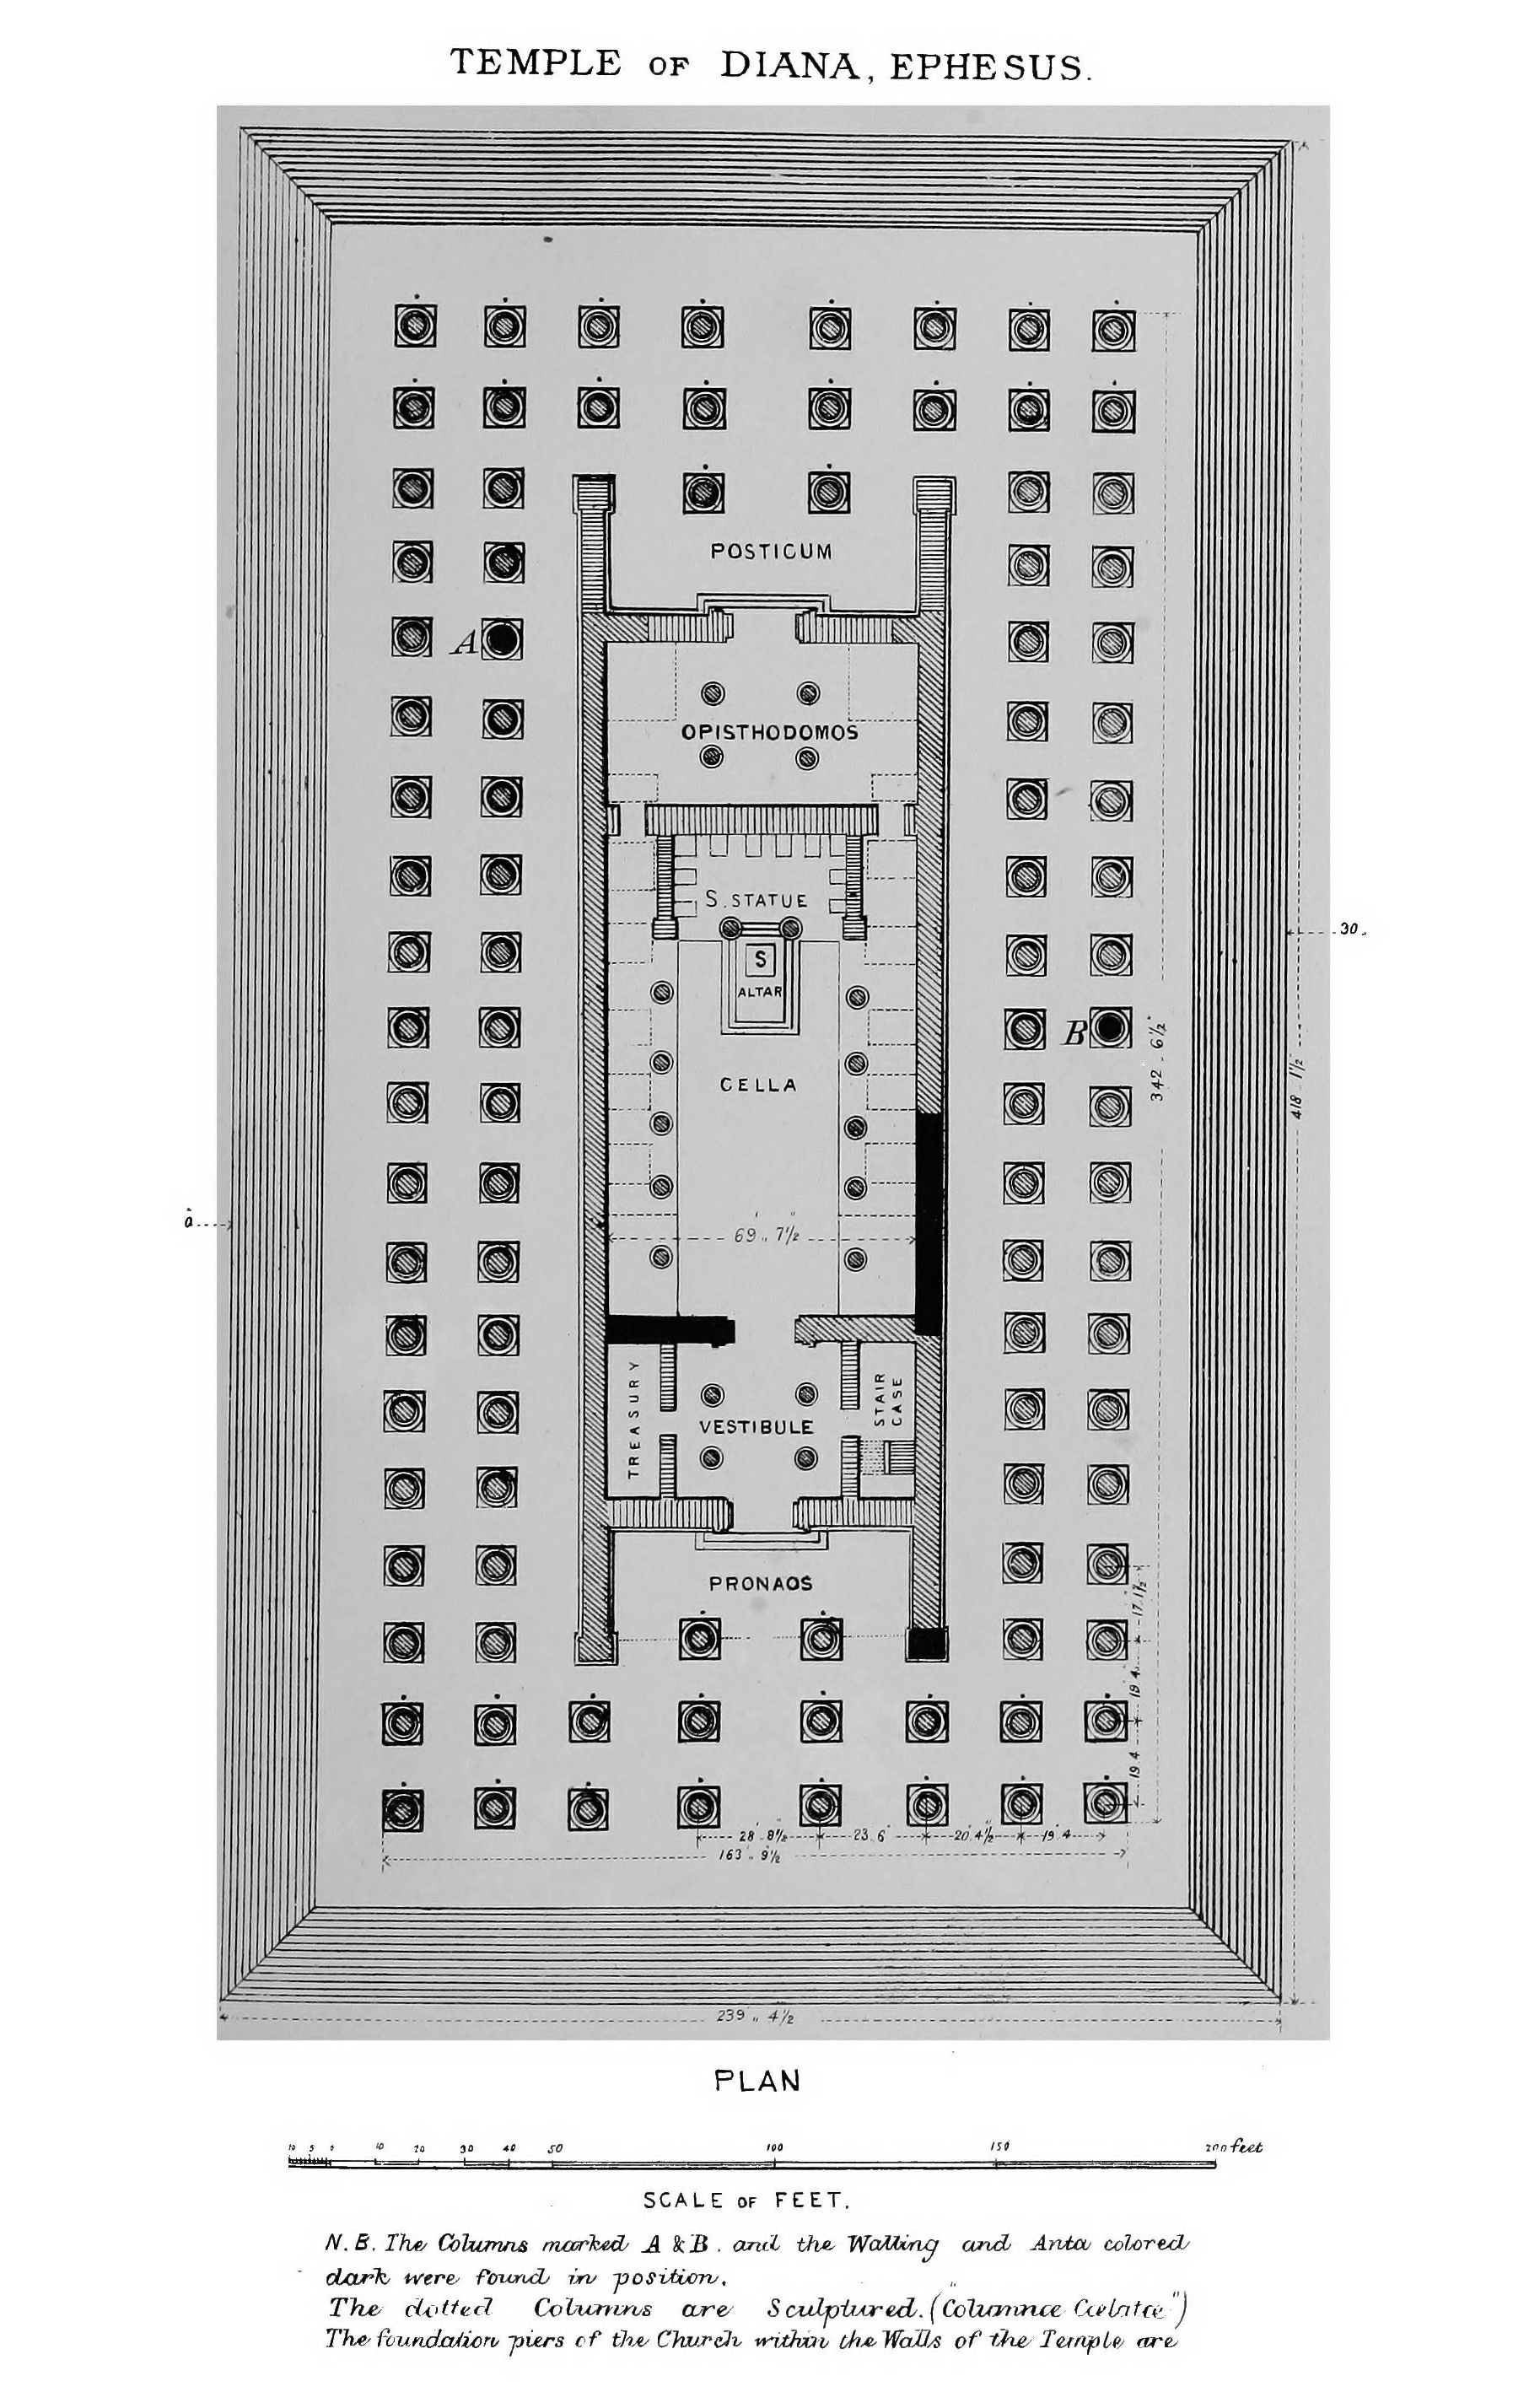 TEMPLE OF DIANA, EPHESUS.
POSTICUM
A
OPISTHODOMOS
S. STATUE
30.
S
ALTAR
B
342 . 6½"
418 1½
CELLA
a
69' „ 7½"
TREASURY
VESTIBULE
STAIR CASE
PRONAOS
17.1½
19.4
19.4
28' 8½ 23.6' 20'.4½" 19'.4
163' „ 9½"
239' „ 4½
PLAN
10 5 0 10 20 30 40 50 100 150 200 feet
SCALE OF FEET.
N.B. The Columns marked A & B. and the Walling and Anta colored
dark were found in position.
The dotted Columns are Sculptured. ("Columnæ Cælatæ")
The foundation piers of the Church within the Walls of the Temple are